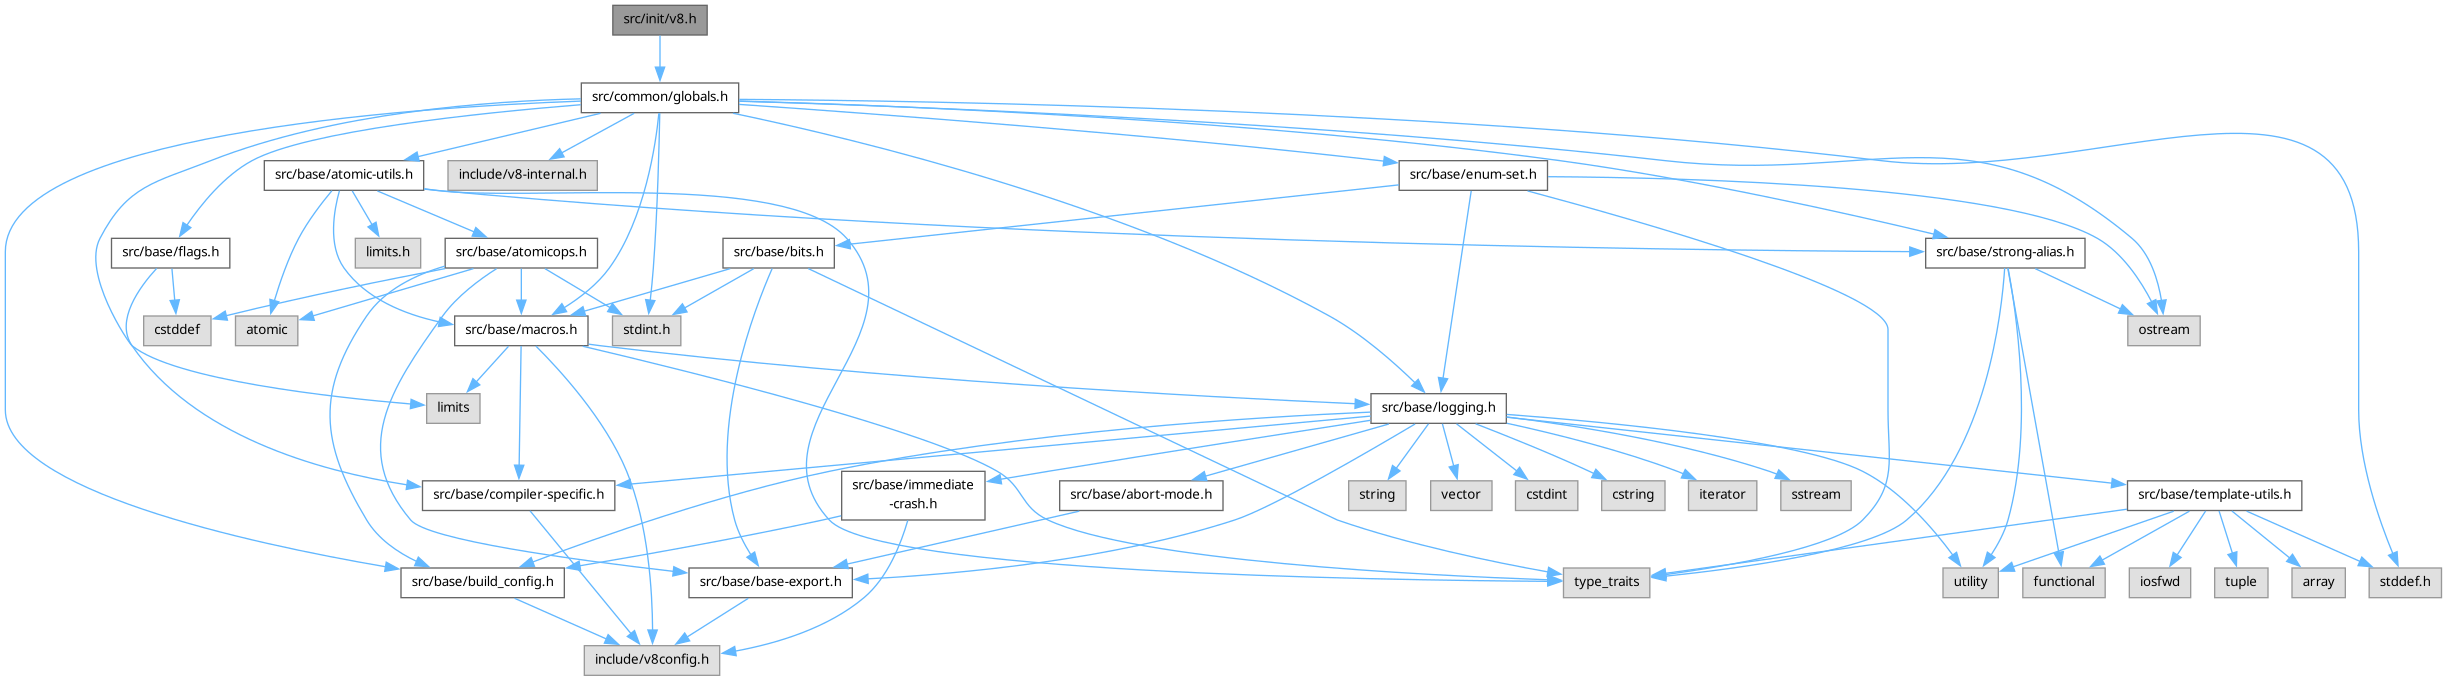 src/init/v8.h
src/common/globals.h
src/base/atomic-utils.h
include/v8-internal.h
src/base/enum-set.h
src/base/flags.h
limits.h
src/base/atomicops.h
src/base/bits.h
src/base/strong-alias.h
cstddef
atomic
src/base/macros.h
stdint.h
ostream
limits
src/base/logging.h
src/base/compiler-specific.h
src/base/immediate
-crash.h
src/base/abort-mode.h
string
vector
cstdint
cstring
iterator
sstream
src/base/template-utils.h
src/base/build_config.h
src/base/base-export.h
type_traits
utility
functional
iosfwd
tuple
array
stddef.h
include/v8config.h